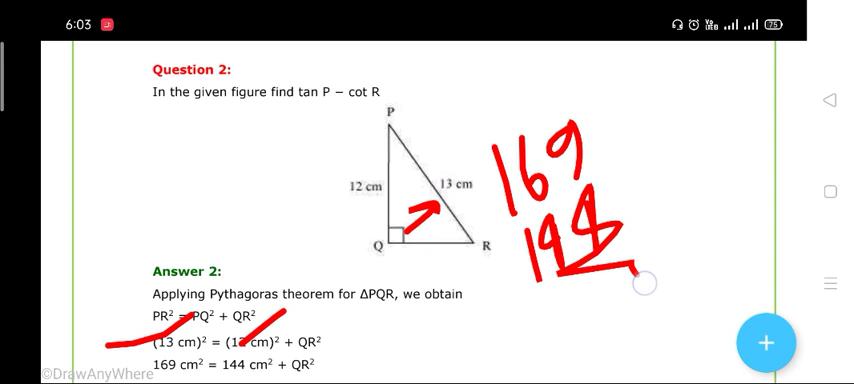 6:03
75
Question 2:
In the given figure find tan P − cot R
P
12 cm
13 cm
Q
R
169
144
Answer 2:
Applying Pythagoras theorem for ΔPQR, we obtain
PR² = PQ² + QR²
(13 cm)² = (12 cm)² + QR²
169 cm² = 144 cm² + QR²
©DrawAnyWhere